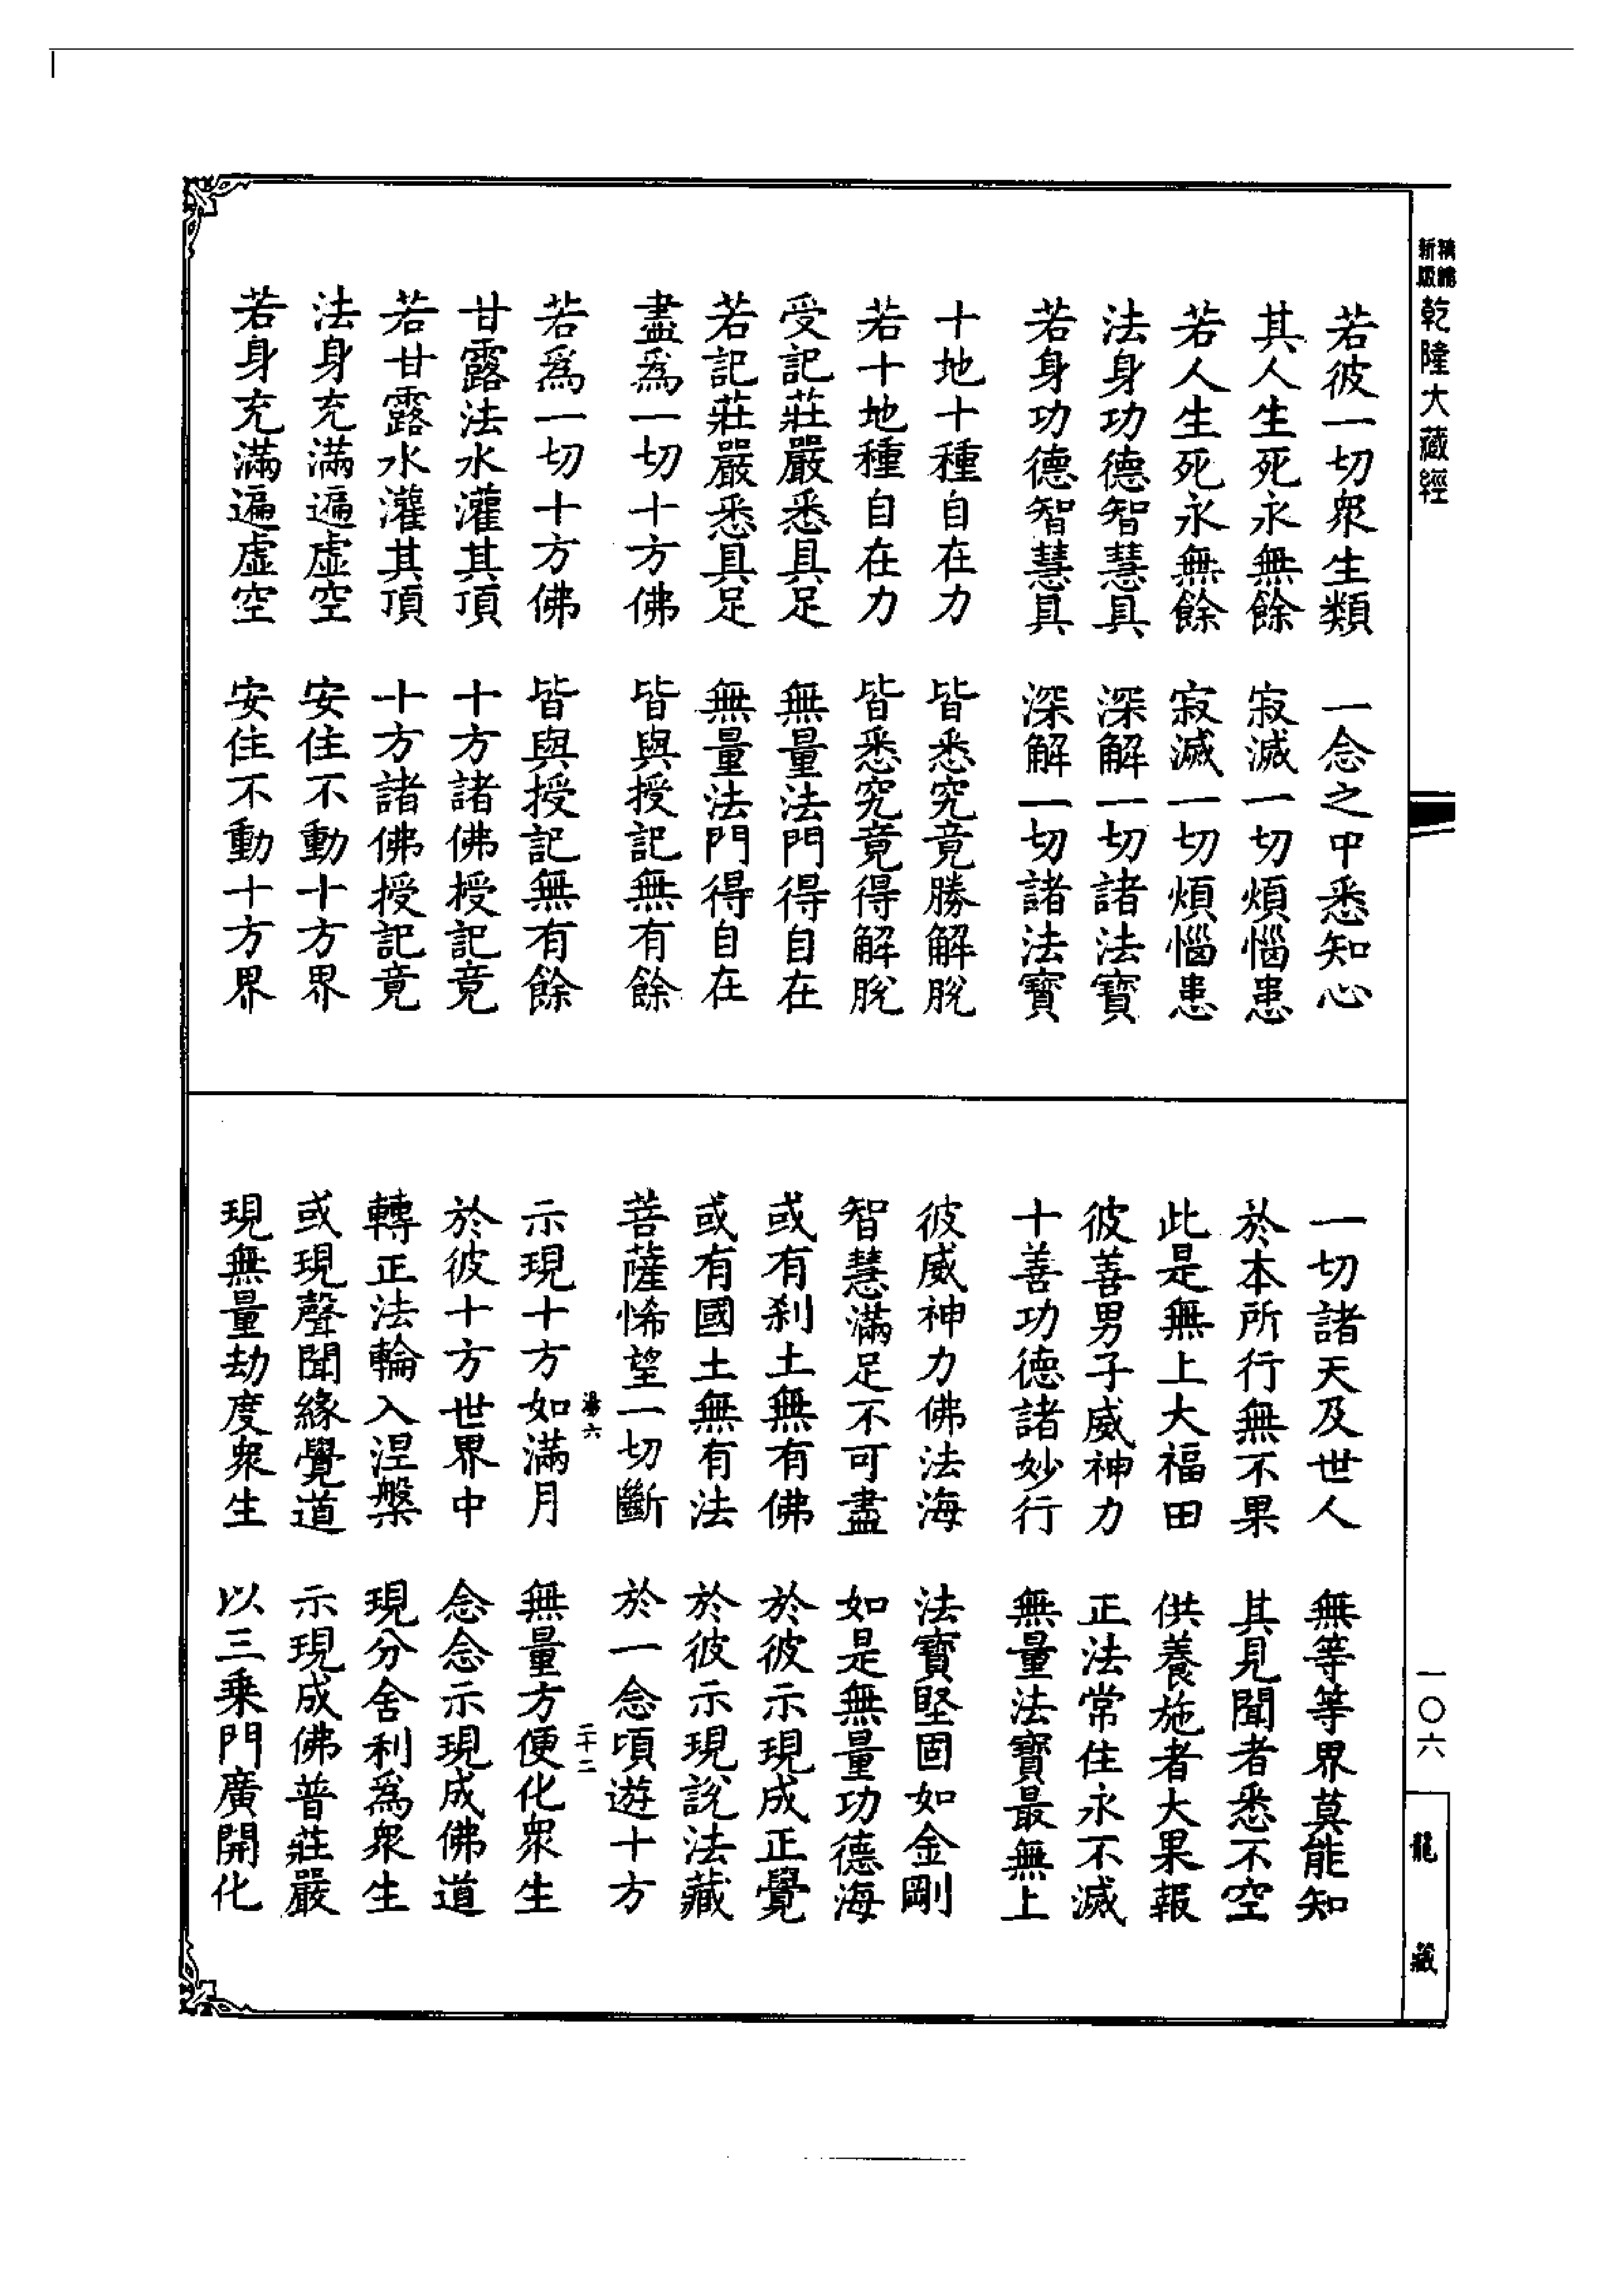 新版精縮乾隆大藏經
若彼一切衆生類　一念之中悉知心
其人生死永無餘　寂滅一切煩惱患
若人生死永無餘　寂滅一切煩惱患
法身功德智慧具　深解一切諸法寶
若身功德智慧具　深解一切諸法寶
十地十種自在力　皆悉究竟勝解脫
若十地種自在力　皆悉究竟得解脫
受記莊嚴悉具足　無量法門得自在
若記莊嚴悉具足　無量法門得自在
盡爲一切十方佛　皆與授記無有餘
若爲一切十方佛　皆與授記無有餘
甘露法水灌其頂　十方諸佛授記竟
若甘露水灌其頂　十方諸佛授記竟
法身充滿遍虛空　安住不動十方界
若身充滿遍虛空　安住不動十方界
一切諸天及世人　無等等界莫能知
於本所行無不果　其見聞者悉不空
此是無上大福田　供養施者大果報
彼善男子威神力　正法常住永不滅
十善功德諸妙行　無量法寶最無上
彼威神力佛法海　法寶堅固如金剛
智慧滿足不可盡　如是無量功德海
或有刹土無有佛　於彼示現成正覺
或有國土無有法　於彼示現說法藏
菩薩悕望一切斷　於一念頃遊十方
湯六　二十二
示現十方如滿月　無量方便化衆生
於彼十方世界中　念念示現成佛道
轉正法輪入涅槃　現分舍利爲衆生
或現聲聞緣覺道　示現成佛普莊嚴
現無量劫度衆生　以三乘門廣開化
一〇六
龍藏